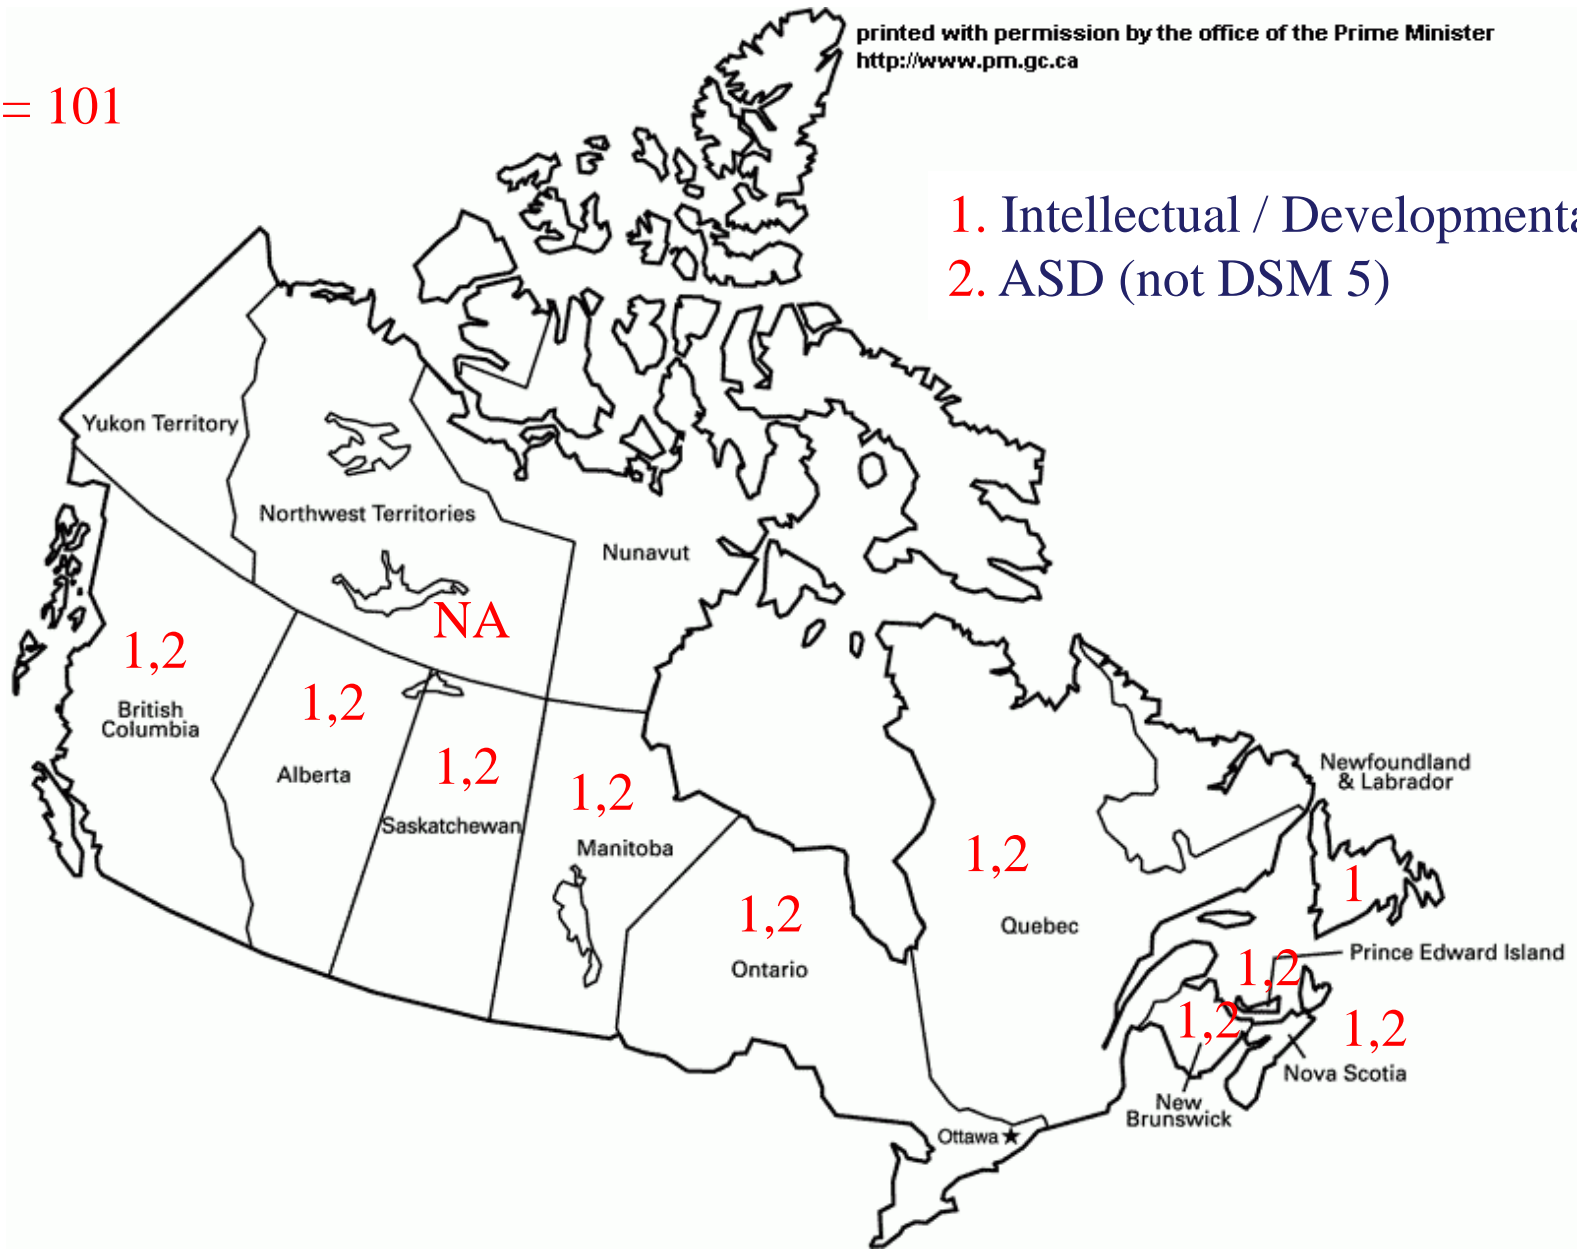 printed with permission by the office of the Prime Minister
http://www.pm.gc.ca
= 101
1. Intellectual / Developmenta
2. ASD (not DSM 5)
Yukon Territory
Northwest Territories
Nunavut
NA
1,2
British
Columbia
1,2
Alberta
1,2
Saskatchewan
1,2
Manitoba
1,2
Ontario
1,2
Quebec
Newfoundland
& Labrador
1
Prince Edward Island
1,2
1,2
1,2
Nova Scotia
New
Brunswick
Ottawa